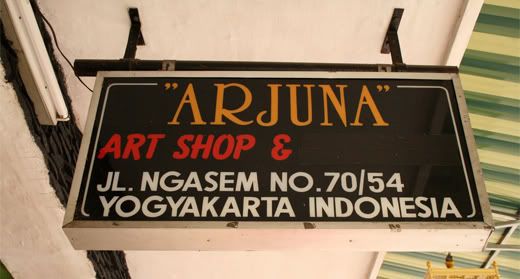 "ARJUNA"
ART SHOP &
JL. NGASEM NO.70/54
YOGYAKARTA INDONESIA